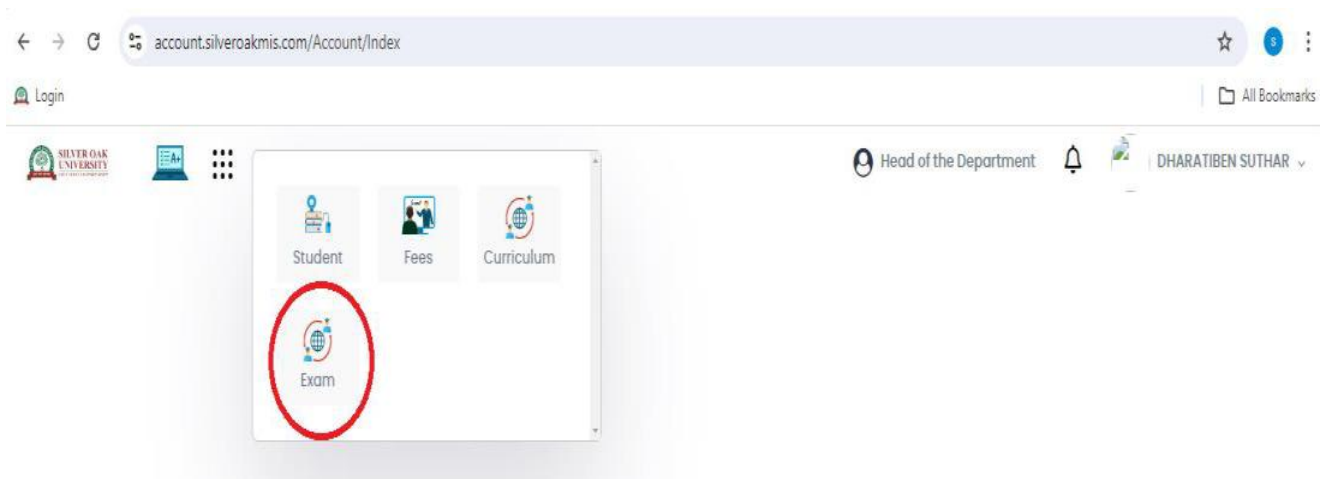 account.silveroakmis.com/Account/Index
S
Login
All Bookmarks
SILVER OAK
UNIVERSITY
A+
Head of the Department
DHARATIBEN SUTHAR
Student
Fees
Curriculum
Exam